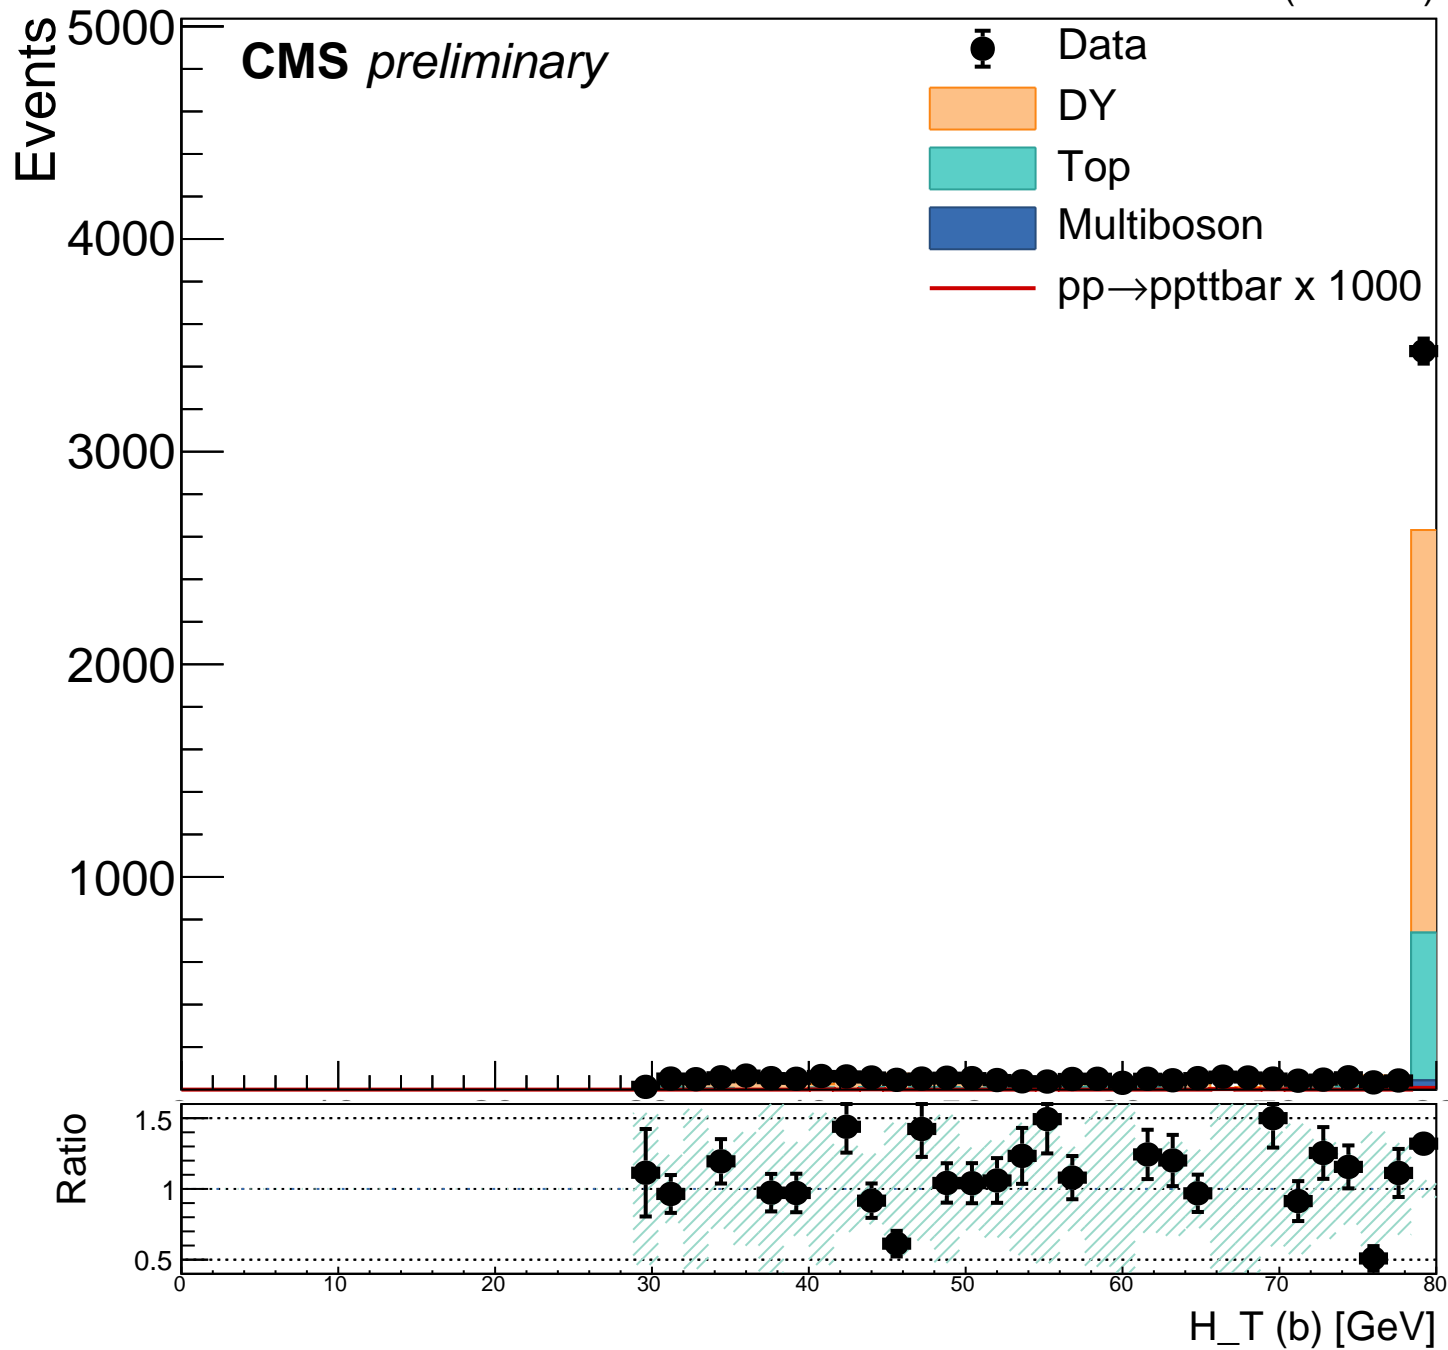 Events
CMS preliminary
Data
DY
Top
Multiboson
pp→ppttbar x 1000
5000
4000
3000
2000
1000
Ratio
1.5
1
0.5
0 10 20 30 40 50 60 70 80
H_T (b) [GeV]